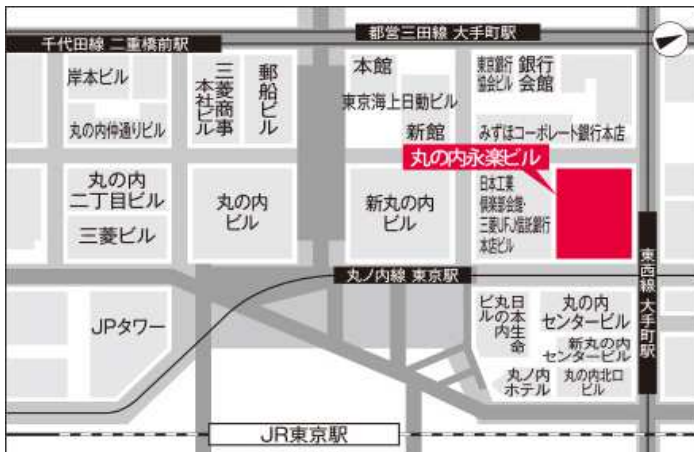 都営三田線 大手町駅
千代田線 二重橋前駅
岸本ビル
丸の内仲通りビル
三菱商事
本社ビル
郵船ビル
本館
東京海上日動ビル
新館
東京銀行
協会ビル
銀行
会館
みずほコーポレート銀行本店
丸の内永楽ビル
丸の内
二丁目ビル
三菱ビル
丸の内
ビル
新丸の内
ビル
日本工業
倶楽部会館・
三菱UFJ信託銀行
本店ビル
東西線 大手町駅
丸ノ内線 東京駅
JPタワー
日本生命
丸の内
ビル
丸の内
センタービル
新丸の内
センタービル
丸ノ内
ホテル
丸の内北口
ビル
JR東京駅